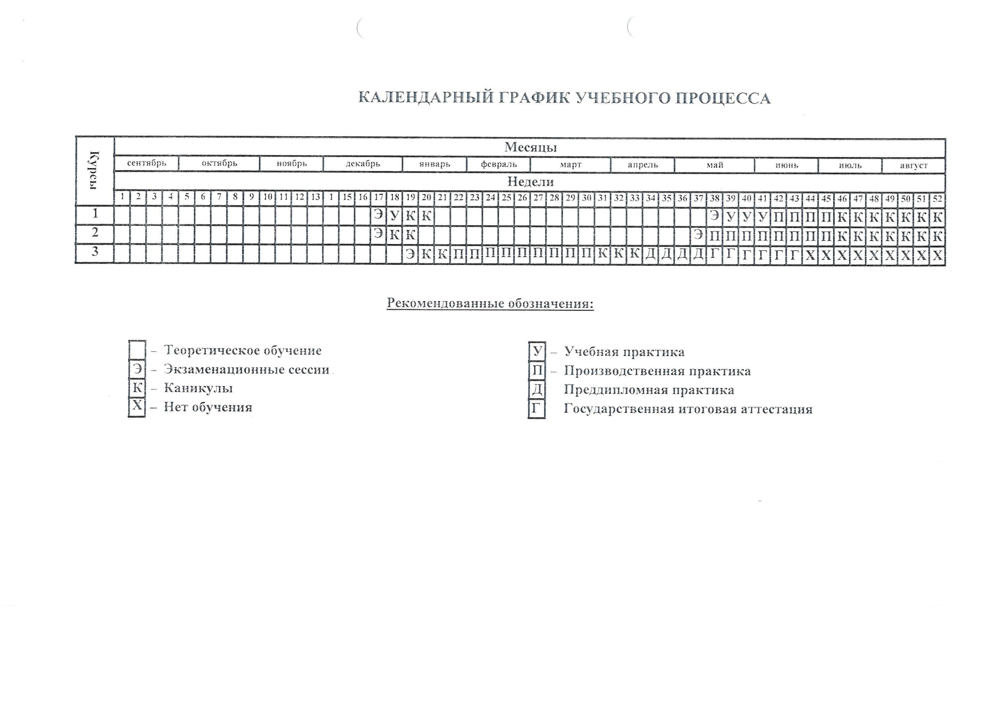 КАЛЕНДАРНЫЙ ГРАФИК УЧЕБНОГО ПРОЦЕССА
Курсы
Месяцы
сентябрь октябрь ноябрь декабрь январь февраль март апрель май июнь июль август
Недели
1 2 3 4 5 6 7 8 9 10 11 12 13 1 15 16 17 18 19 20 21 22 23 24 25 26 27 28 29 30 31 32 33 34 35 36 37 38 39 40 41 42 43 44 45 46 47 48 49 50 51 52
1 Э У К К Э У У У П П П П К К К К К К К
2 Э К К Э П П П П П П П П К К К К К К К
3 Э К К П П П П П П П П П К К К Д Д Д Д Г Г Г Г Г Г Х Х Х Х Х Х Х Х Х
Рекомендованные обозначения:
– Теоретическое обучение
Э – Экзаменационные сессии
К – Каникулы
Х – Нет обучения
У – Учебная практика
П – Производственная практика
Д Преддипломная практика
Г Государственная итоговая аттестация